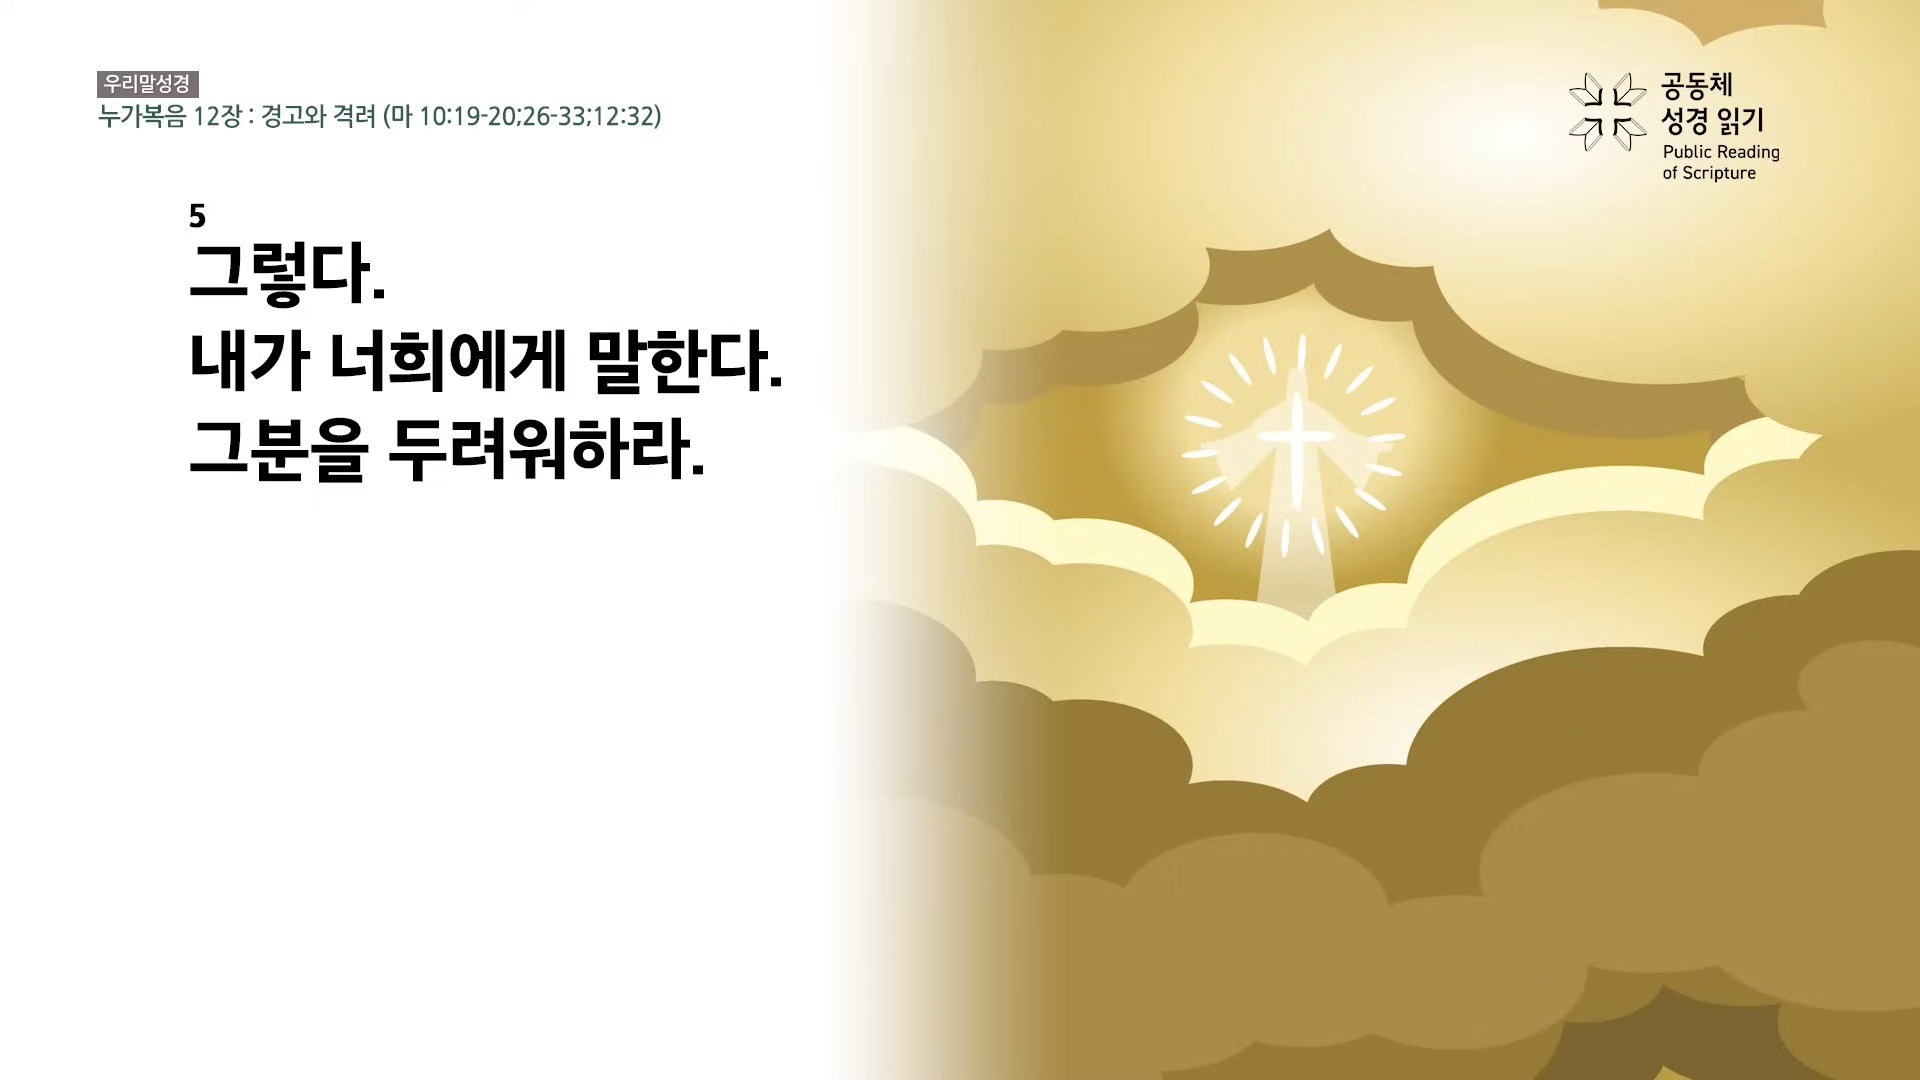 우리말성경
누가복음 12장 : 경고와 격려 (마 10:19-20;26-33;12:32)
공동체
성경 읽기
Public Reading
of Scripture
5
그렇다.
내가 너희에게 말한다.
그분을 두려워하라.